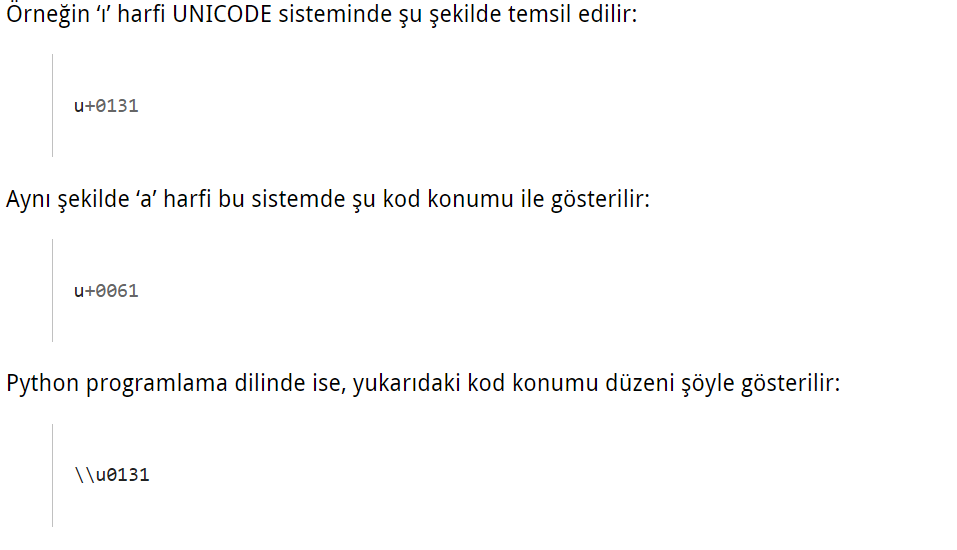 Örneğin ‘ı’ harfi UNICODE sisteminde şu şekilde temsil edilir:
u+0131
Aynı şekilde ‘a’ harfi bu sistemde şu kod konumu ile gösterilir:
u+0061
Python programlama dilinde ise, yukarıdaki kod konumu düzeni şöyle gösterilir:
\\u0131